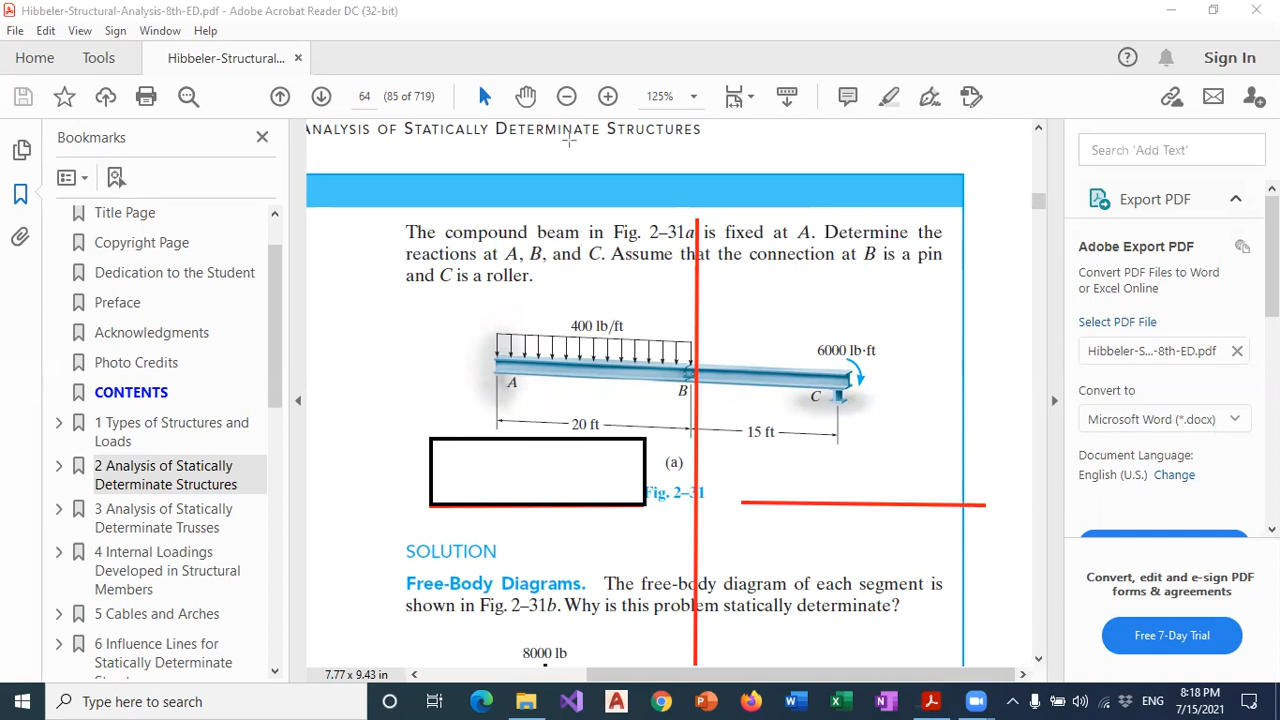 Hibbeler-Structural-Analysis-8th-ED.pdf - Adobe Acrobat Reader DC (32-bit)
File Edit View Sign Window Help
Home Tools Hibbeler-Structural... ×
Sign In
64 (85 of 719)
125%
Bookmarks
Title Page
Copyright Page
Dedication to the Student
Preface
Acknowledgments
Photo Credits
CONTENTS
1 Types of Structures and
Loads
2 Analysis of Statically
Determinate Structures
3 Analysis of Statically
Determinate Trusses
4 Internal Loadings
Developed in Structural
Members
5 Cables and Arches
6 Influence Lines for
Statically Determinate
ANALYSIS OF STATICALLY DETERMINATE STRUCTURES
The compound beam in Fig. 2–31a is fixed at A. Determine the
reactions at A, B, and C. Assume that the connection at B is a pin
and C is a roller.
400 lb/ft
6000 lb·ft
A
B
C
20 ft
15 ft
(a)
Fig. 2–31
SOLUTION
Free-Body Diagrams. The free-body diagram of each segment is
shown in Fig. 2–31b. Why is this problem statically determinate?
8000 lb
7.77 x 9.43 in
Search 'Add Text'
Export PDF
Adobe Export PDF
Convert PDF Files to Word
or Excel Online
Select PDF File
Hibbeler-S...-8th-ED.pdf
Convert to
Microsoft Word (*.docx)
Document Language:
English (U.S.) Change
Convert, edit and e-sign PDF
forms & agreements
Free 7-Day Trial
Type here to search
ENG
8:18 PM
7/15/2021